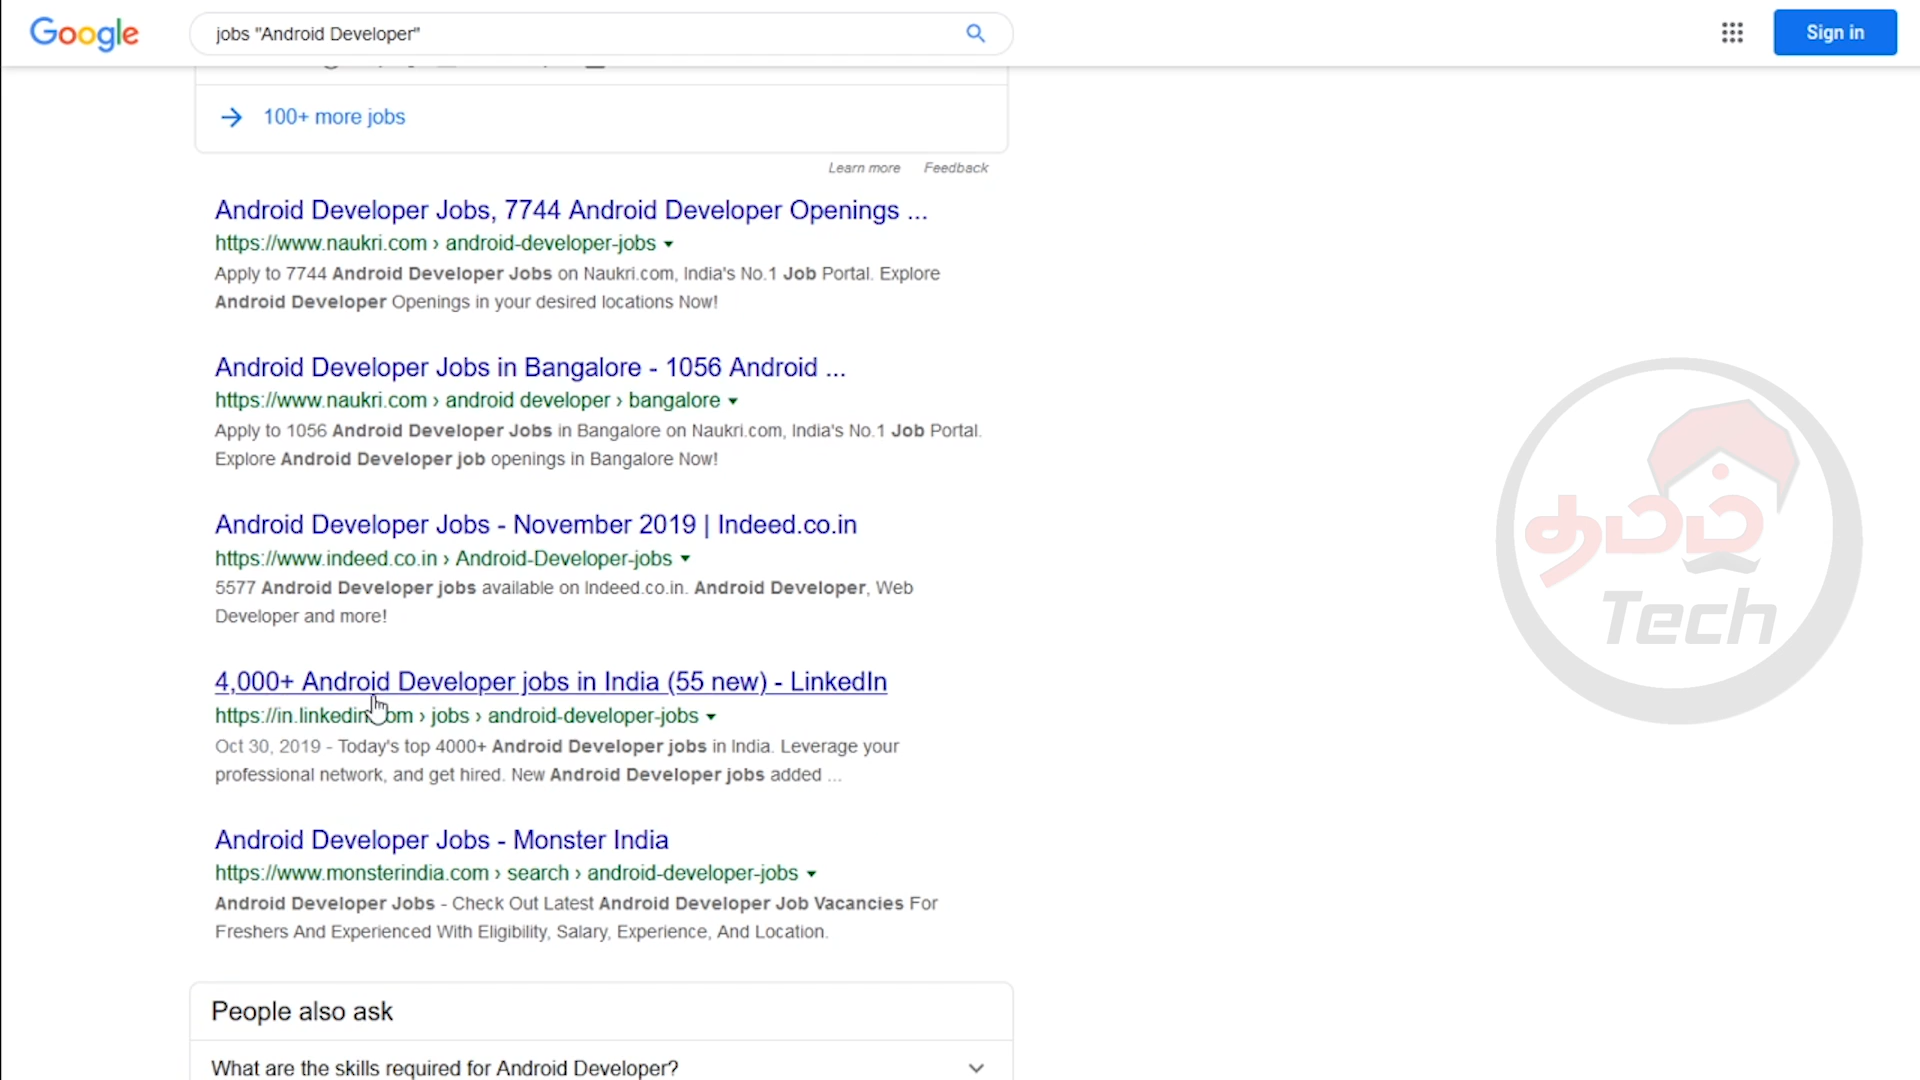 Google
jobs "Android Developer"
Sign in
100+ more jobs
Learn more Feedback
Android Developer Jobs, 7744 Android Developer Openings ...
https://www.naukri.com › android-developer-jobs
Apply to 7744 Android Developer Jobs on Naukri.com, India's No.1 Job Portal. Explore
Android Developer Openings in your desired locations Now!
Android Developer Jobs in Bangalore - 1056 Android ...
https://www.naukri.com › android developer › bangalore
Apply to 1056 Android Developer Jobs in Bangalore on Naukri.com, India's No.1 Job Portal.
Explore Android Developer job openings in Bangalore Now!
Android Developer Jobs - November 2019 | Indeed.co.in
https://www.indeed.co.in › Android-Developer-jobs
5577 Android Developer jobs available on Indeed.co.in. Android Developer, Web
Developer and more!
4,000+ Android Developer jobs in India (55 new) - LinkedIn
https://in.linkedin.com › jobs › android-developer-jobs
Oct 30, 2019 - Today's top 4000+ Android Developer jobs in India. Leverage your
professional network, and get hired. New Android Developer jobs added ...
Android Developer Jobs - Monster India
https://www.monsterindia.com › search › android-developer-jobs
Android Developer Jobs - Check Out Latest Android Developer Job Vacancies For
Freshers And Experienced With Eligibility, Salary, Experience, And Location.
People also ask
What are the skills required for Android Developer?
தமிழ்
Tech